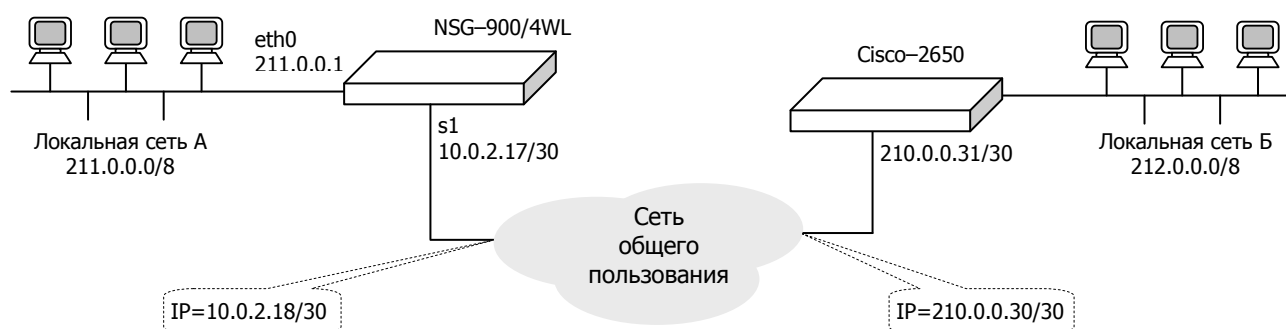 NSG–900/4WL
eth0
211.0.0.1
Cisco–2650
s1
10.0.2.17/30
Локальная сеть А
211.0.0.0/8
210.0.0.31/30
Локальная сеть Б
212.0.0.0/8
Сеть
общего
пользования
IP=10.0.2.18/30
IP=210.0.0.30/30